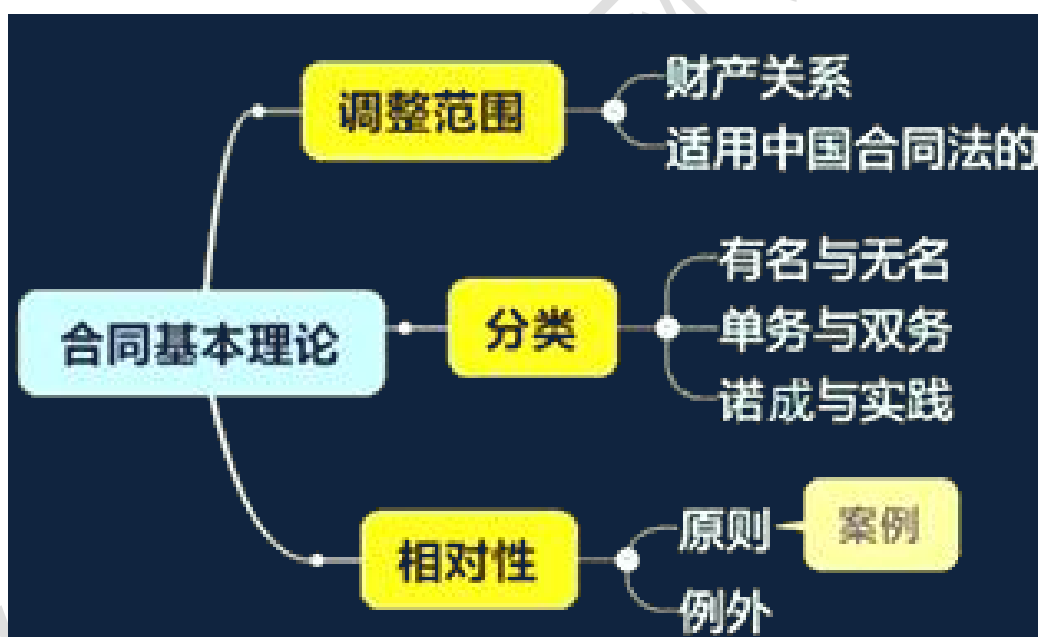 调整范围
财产关系
适用中国合同法的
合同基本理论
分类
有名与无名
单务与双务
诺成与实践
相对性
原则
案例
例外